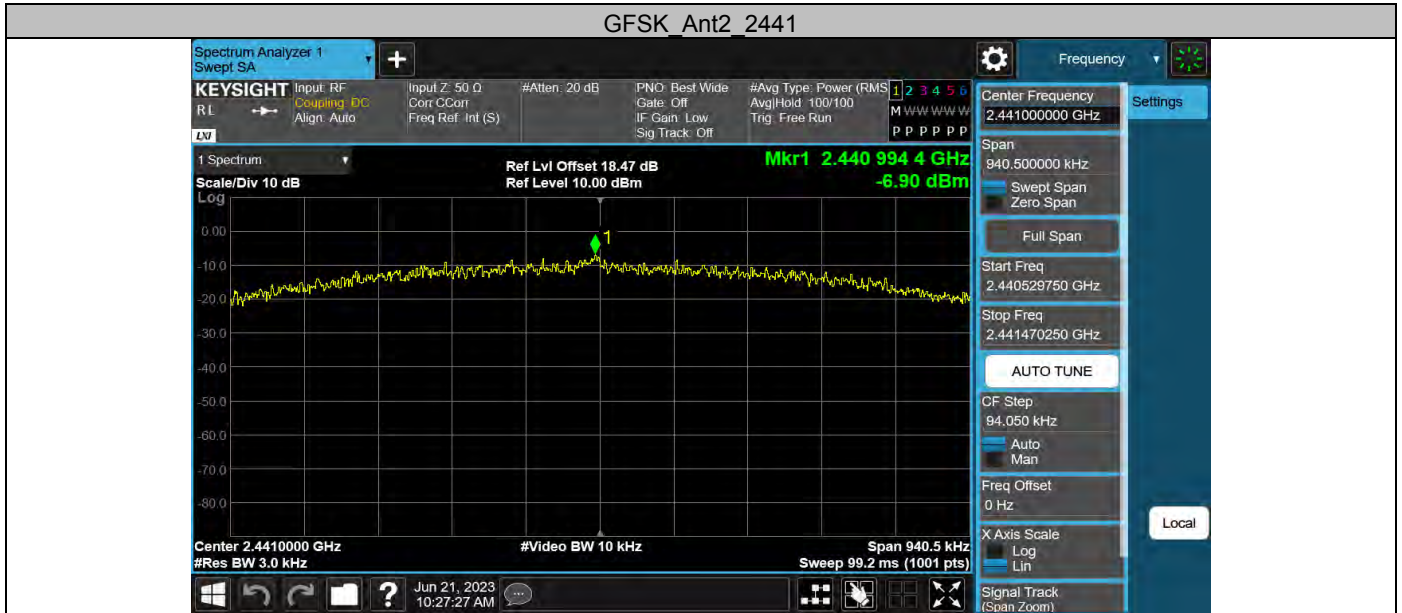 GFSK_Ant2_2441
Spectrum Analyzer 1
Swept SA
Frequency
KEYSIGHT
RL
LXI
Input: RF
Coupling: DC
Align: Auto
Input Z: 50 Ω
Corr CCorr
Freq Ref: Int (S)
#Atten: 20 dB
PNO: Best Wide
Gate: Off
IF Gain: Low
Sig Track: Off
#Avg Type: Power (RMS
Avg|Hold: 100/100
Trig: Free Run
1 2 3 4 5 6
M W W W W W
P P P P P P
1 Spectrum
Scale/Div 10 dB
Log
Ref Lvl Offset 18.47 dB
Ref Level 10.00 dBm
Mkr1 2.440 994 4 GHz
-6.90 dBm
1
0.00
-10.0
-20.0
-30.0
-40.0
-50.0
-60.0
-70.0
-80.0
Center 2.4410000 GHz
#Res BW 3.0 kHz
#Video BW 10 kHz
Span 940.5 kHz
Sweep 99.2 ms (1001 pts)
Center Frequency
2.441000000 GHz
Settings
Span
940.500000 kHz
Swept Span
Zero Span
Full Span
Start Freq
2.440529750 GHz
Stop Freq
2.441470250 GHz
AUTO TUNE
CF Step
94.050 kHz
Auto
Man
Freq Offset
0 Hz
X Axis Scale
Log
Lin
Local
Signal Track
(Span Zoom)
?
Jun 21, 2023
10:27:27 AM